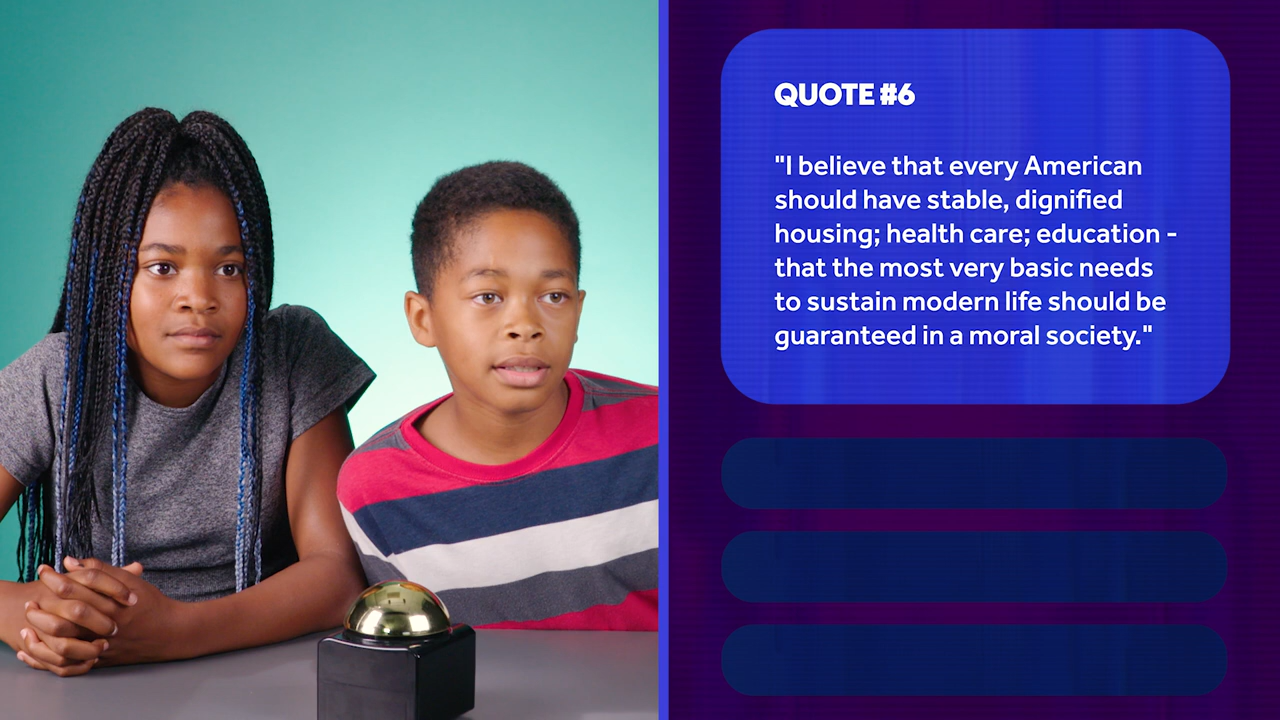 QUOTE #6
"I believe that every American
should have stable, dignified
housing; health care; education -
that the most very basic needs
to sustain modern life should be
guaranteed in a moral society."